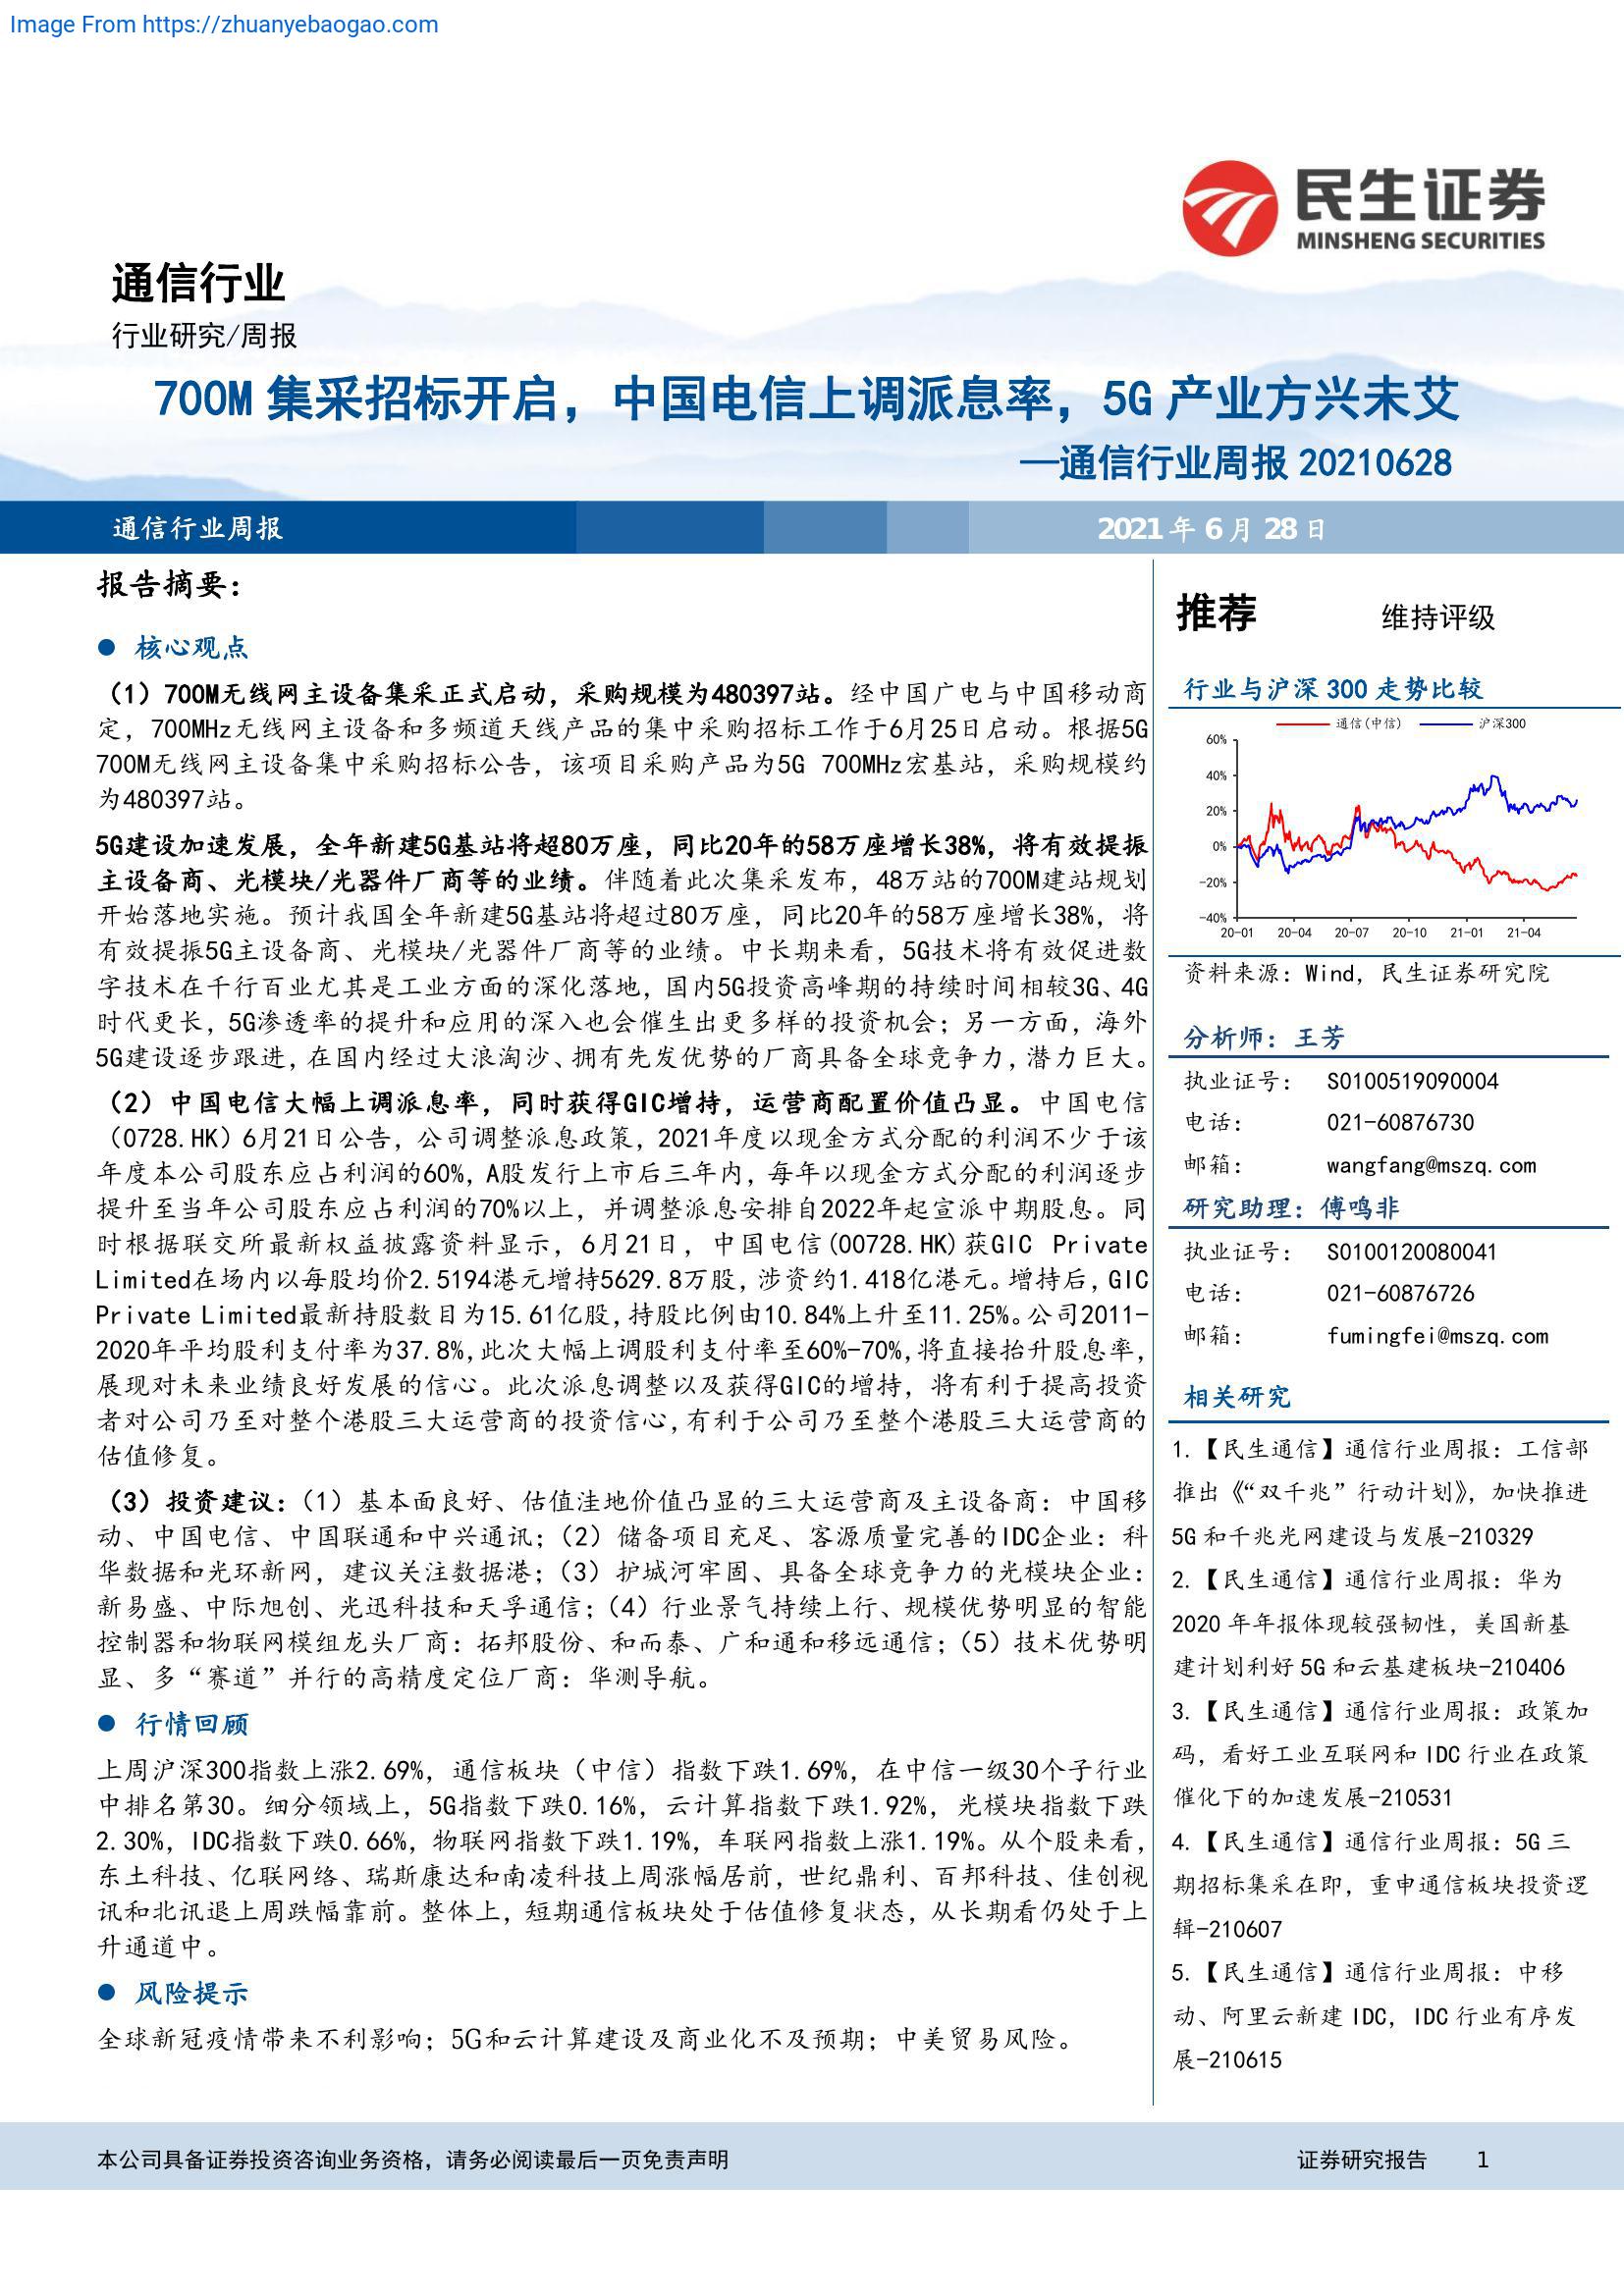 Image From https://zhuanyebaogao.com
民生证券
MINSHENG SECURITIES
通信行业
行业研究/周报
700M 集采招标开启，中国电信上调派息率，5G 产业方兴未艾
—通信行业周报 20210628
通信行业周报
2021 年 6 月 28 日
报告摘要：
● 核心观点
（1）700M无线网主设备集采正式启动，采购规模为480397站。经中国广电与中国移动商
定，700MHz无线网主设备和多频道天线产品的集中采购招标工作于6月25日启动。根据5G
700M无线网主设备集中采购招标公告，该项目采购产品为5G 700MHz宏基站，采购规模约
为480397站。
5G建设加速发展，全年新建5G基站将超80万座，同比20年的58万座增长38%，将有效提振
主设备商、光模块/光器件厂商等的业绩。伴随着此次集采发布，48万站的700M建站规划
开始落地实施。预计我国全年新建5G基站将超过80万座，同比20年的58万座增长38%，将
有效提振5G主设备商、光模块/光器件厂商等的业绩。中长期来看，5G技术将有效促进数
字技术在千行百业尤其是工业方面的深化落地，国内5G投资高峰期的持续时间相较3G、4G
时代更长，5G渗透率的提升和应用的深入也会催生出更多样的投资机会；另一方面，海外
5G建设逐步跟进，在国内经过大浪淘沙、拥有先发优势的厂商具备全球竞争力，潜力巨大。
（2）中国电信大幅上调派息率，同时获得GIC增持，运营商配置价值凸显。中国电信
（0728.HK）6月21日公告，公司调整派息政策，2021年度以现金方式分配的利润不少于该
年度本公司股东应占利润的60%，A股发行上市后三年内，每年以现金方式分配的利润逐步
提升至当年公司股东应占利润的70%以上，并调整派息安排自2022年起宣派中期股息。同
时根据联交所最新权益披露资料显示，6月21日，中国电信(00728.HK)获GIC Private
Limited在场内以每股均价2.5194港元增持5629.8万股，涉资约1.418亿港元。增持后，GIC
Private Limited最新持股数目为15.61亿股，持股比例由10.84%上升至11.25%。公司2011-
2020年平均股利支付率为37.8%，此次大幅上调股利支付率至60%-70%，将直接抬升股息率，
展现对未来业绩良好发展的信心。此次派息调整以及获得GIC的增持，将有利于提高投资
者对公司乃至对整个港股三大运营商的投资信心，有利于公司乃至整个港股三大运营商的
估值修复。
（3）投资建议：（1）基本面良好、估值洼地价值凸显的三大运营商及主设备商：中国移
动、中国电信、中国联通和中兴通讯；（2）储备项目充足、客源质量完善的IDC企业：科
华数据和光环新网，建议关注数据港；（3）护城河牢固、具备全球竞争力的光模块企业：
新易盛、中际旭创、光迅科技和天孚通信；（4）行业景气持续上行、规模优势明显的智能
控制器和物联网模组龙头厂商：拓邦股份、和而泰、广和通和移远通信；（5）技术优势明
显、多“赛道”并行的高精度定位厂商：华测导航。
● 行情回顾
上周沪深300指数上涨2.69%，通信板块（中信）指数下跌1.69%，在中信一级30个子行业
中排名第30。细分领域上，5G指数下跌0.16%，云计算指数下跌1.92%，光模块指数下跌
2.30%，IDC指数下跌0.66%，物联网指数下跌1.19%，车联网指数上涨1.19%。从个股来看，
东土科技、亿联网络、瑞斯康达和南凌科技上周涨幅居前，世纪鼎利、百邦科技、佳创视
讯和北讯退上周跌幅靠前。整体上，短期通信板块处于估值修复状态，从长期看仍处于上
升通道中。
● 风险提示
全球新冠疫情带来不利影响；5G和云计算建设及商业化不及预期；中美贸易风险。
推荐 维持评级
行业与沪深 300 走势比较
通信(中信) 沪深300
60%
40%
20%
0%
-20%
-40%
20-01 20-04 20-07 20-10 21-01 21-04
资料来源：Wind，民生证券研究院
分析师：王芳
执业证号： S0100519090004
电话： 021-60876730
邮箱： wangfang@mszq.com
研究助理：傅鸣非
执业证号： S0100120080041
电话： 021-60876726
邮箱： fumingfei@mszq.com
相关研究
1.【民生通信】通信行业周报：工信部
推出《“双千兆”行动计划》，加快推进
5G 和千兆光网建设与发展-210329
2.【民生通信】通信行业周报：华为
2020 年年报体现较强韧性，美国新基
建计划利好 5G 和云基建板块-210406
3.【民生通信】通信行业周报：政策加
码，看好工业互联网和 IDC 行业在政策
催化下的加速发展-210531
4.【民生通信】通信行业周报：5G 三
期招标集采在即，重申通信板块投资逻
辑-210607
5.【民生通信】通信行业周报：中移
动、阿里云新建 IDC，IDC 行业有序发
展-210615
本公司具备证券投资咨询业务资格，请务必阅读最后一页免责声明
证券研究报告 1